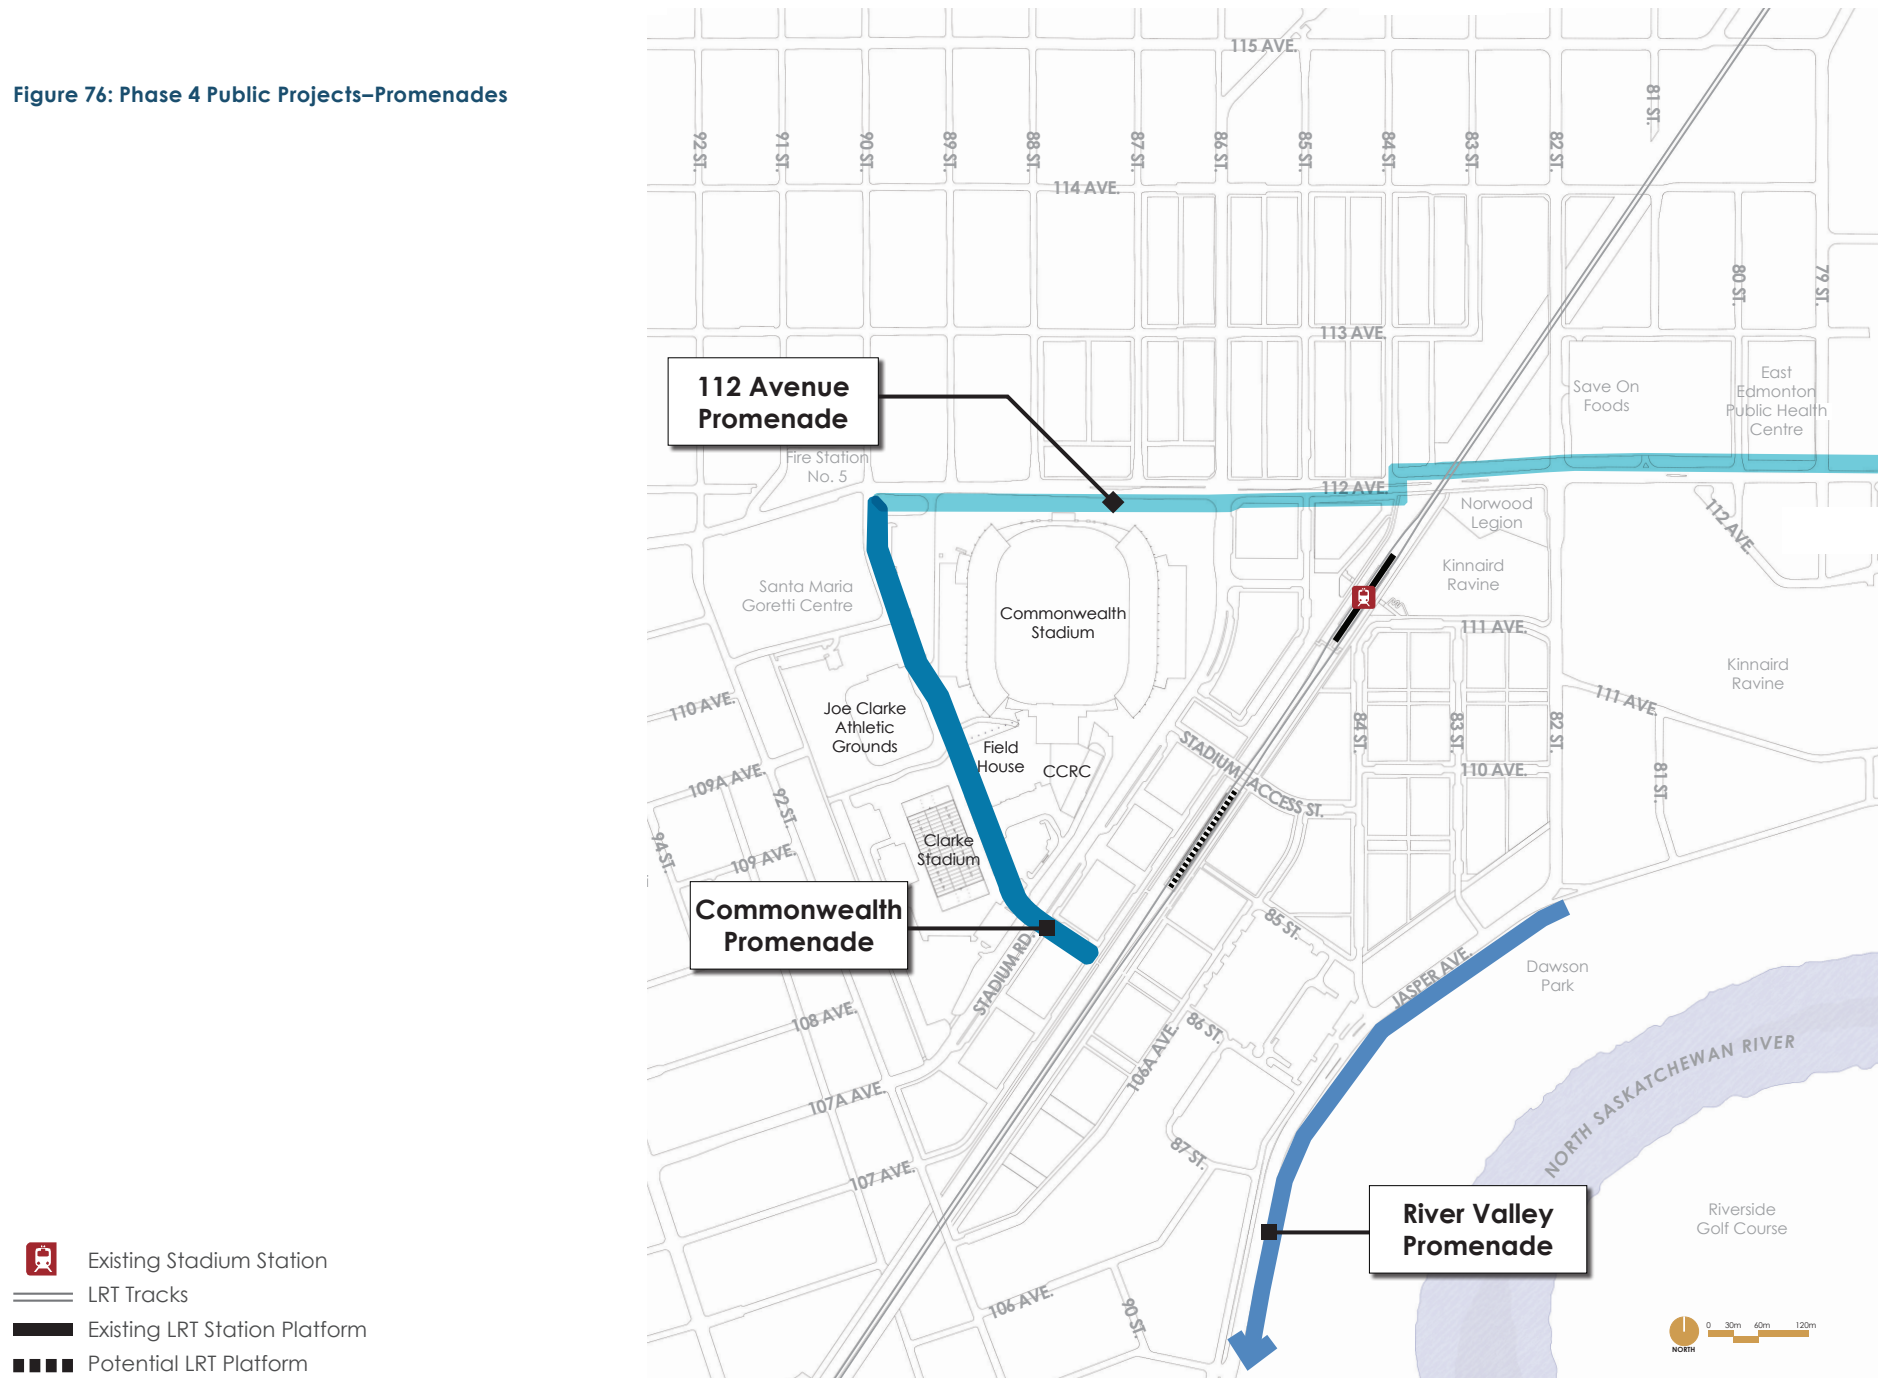 Figure 76: Phase 4 Public Projects–Promenades
115 AVE.
81 ST.
92 ST.
91 ST.
90 ST.
89 ST.
88 ST.
87 ST.
86 ST.
85 ST.
84 ST.
83 ST.
82 ST.
114 AVE.
80 ST.
79 ST.
113 AVE.
112 Avenue
Promenade
Save On
Foods
East
Edmonton
Public Health
Centre
Fire Station
No. 5
112 AVE.
Norwood
Legion
112 AVE.
Kinnaird
Ravine
Santa Maria
Goretti Centre
Commonwealth
Stadium
111 AVE.
Kinnaird
Ravine
110 AVE.
111 AVE.
Joe Clarke
Athletic
Grounds
84 ST.
83 ST.
82 ST.
Field
House
CCRC
STADIUM ACCESS ST.
110 AVE.
81 ST.
109A AVE.
92 ST.
94 ST.
109 AVE.
Clarke
Stadium
Commonwealth
Promenade
85 ST.
STADIUM RD.
JASPER AVE.
Dawson
Park
108 AVE.
86 ST.
106A AVE.
NORTH SASKATCHEWAN RIVER
107A AVE.
87 ST.
107 AVE.
River Valley
Promenade
Riverside
Golf Course
106 AVE.
90 ST.
Existing Stadium Station
LRT Tracks
Existing LRT Station Platform
Potential LRT Platform
NORTH
0 30m 60m 120m